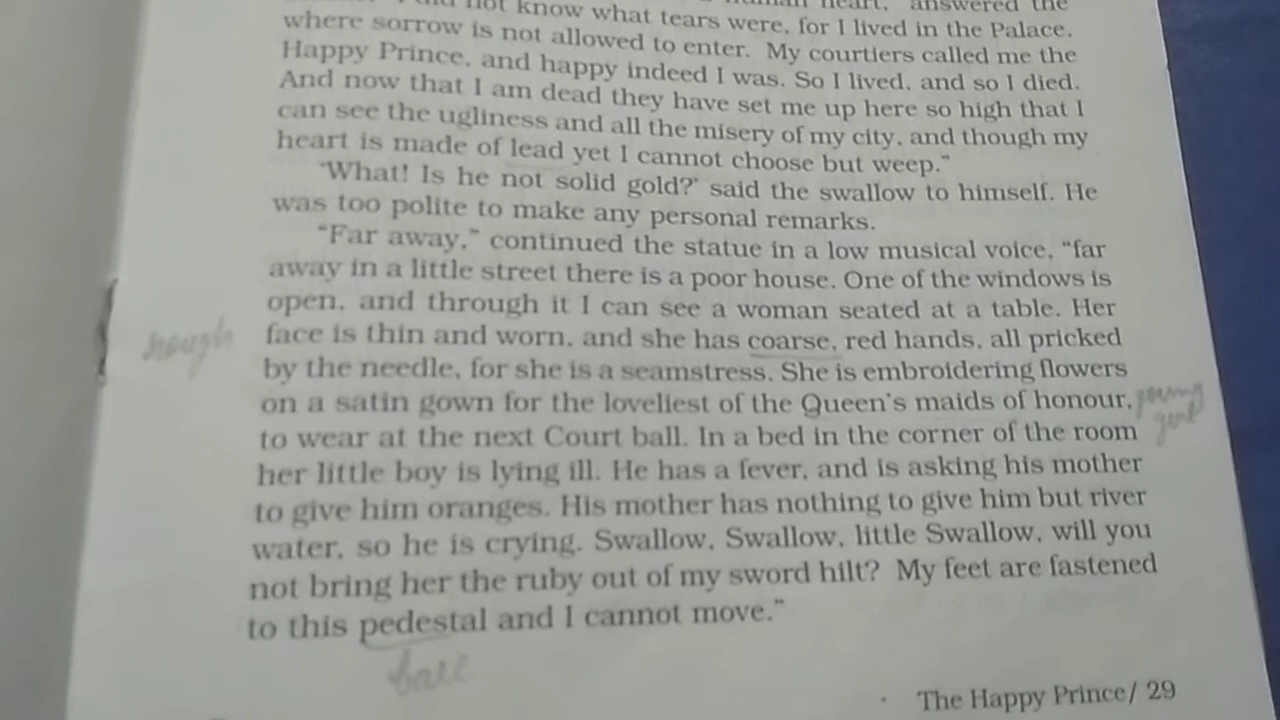 not know what tears were, for I lived in the Palace,
where sorrow is not allowed to enter. My courtiers called me the
Happy Prince, and happy indeed I was. So I lived, and so I died.
And now that I am dead they have set me up here so high that I
can see the ugliness and all the misery of my city, and though my
heart is made of lead yet I cannot choose but weep."
'What! Is he not solid gold?' said the swallow to himself. He
was too polite to make any personal remarks.
"Far away," continued the statue in a low musical voice, "far
away in a little street there is a poor house. One of the windows is
open, and through it I can see a woman seated at a table. Her
rough face is thin and worn, and she has coarse, red hands, all pricked
by the needle, for she is a seamstress. She is embroidering flowers
on a satin gown for the loveliest of the Queen's maids of honour, young
to wear at the next Court ball. In a bed in the corner of the room
her little boy is lying ill. He has a fever, and is asking his mother
to give him oranges. His mother has nothing to give him but river
water, so he is crying. Swallow, Swallow, little Swallow, will you
not bring her the ruby out of my sword hilt? My feet are fastened
to this pedestal and I cannot move."
base
The Happy Prince/ 29